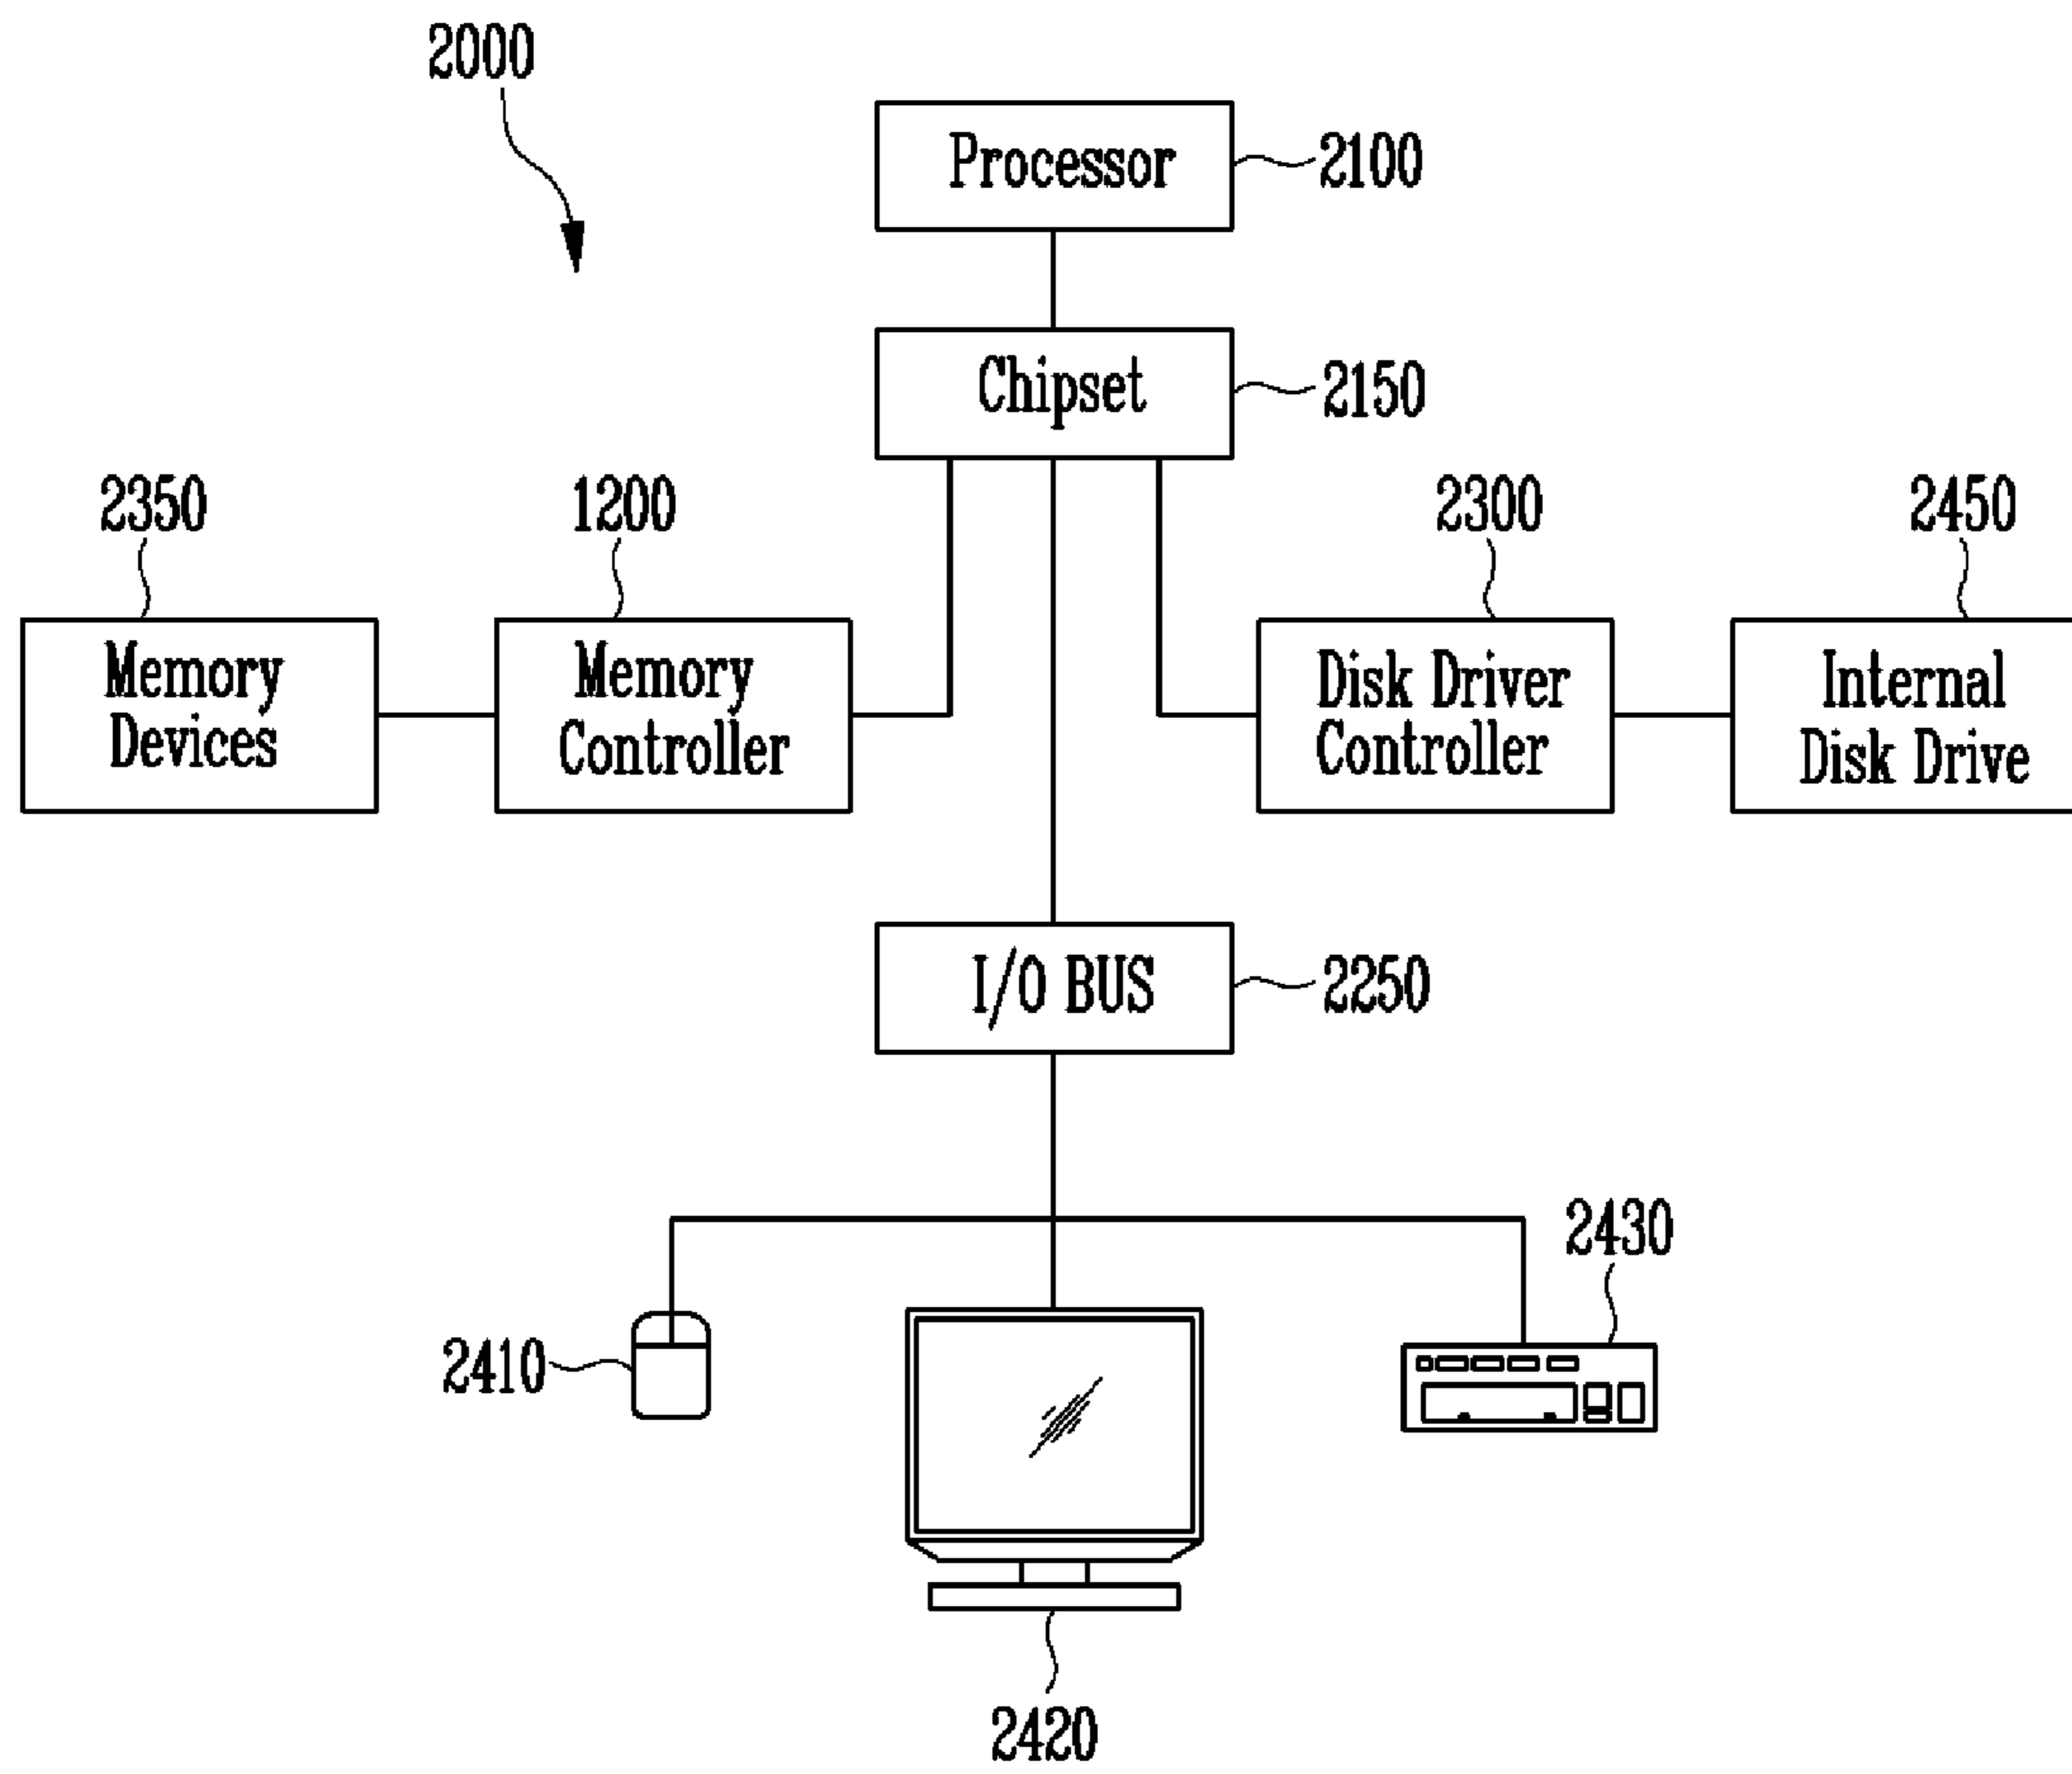 2000
Processor
2100
Chipset
2150
2350
1200
2300
2450
Memory
Devices
Memory
Controller
Disk Driver
Controller
Internal
Disk Drive
I/O BUS
2250
2430
2410
2420